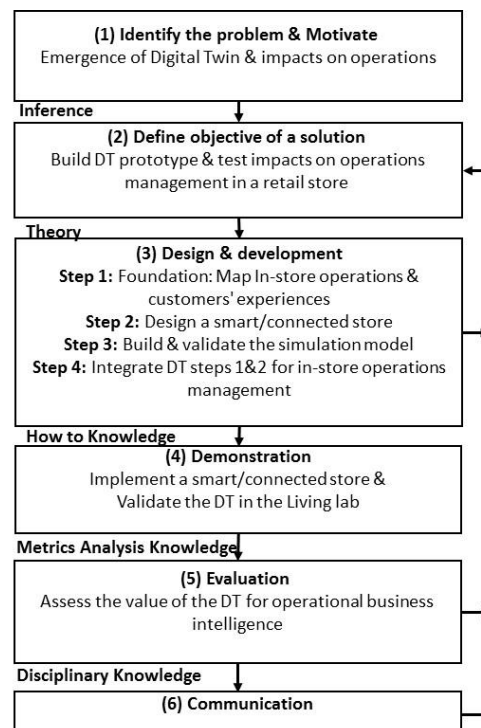 (1) Identify the problem & Motivate
Emergence of Digital Twin & impacts on operations
Inference
(2) Define objective of a solution
Build DT prototype & test impacts on operations
management in a retail store
Theory
(3) Design & development
Step 1: Foundation: Map In-store operations &
customers' experiences
Step 2: Design a smart/connected store
Step 3: Build & validate the simulation model
Step 4: Integrate DT steps 1&2 for in-store operations
management
How to Knowledge
(4) Demonstration
Implement a smart/connected store &
Validate the DT in the Living lab
Metrics Analysis Knowledge
(5) Evaluation
Assess the value of the DT for operational business
intelligence
Disciplinary Knowledge
(6) Communication